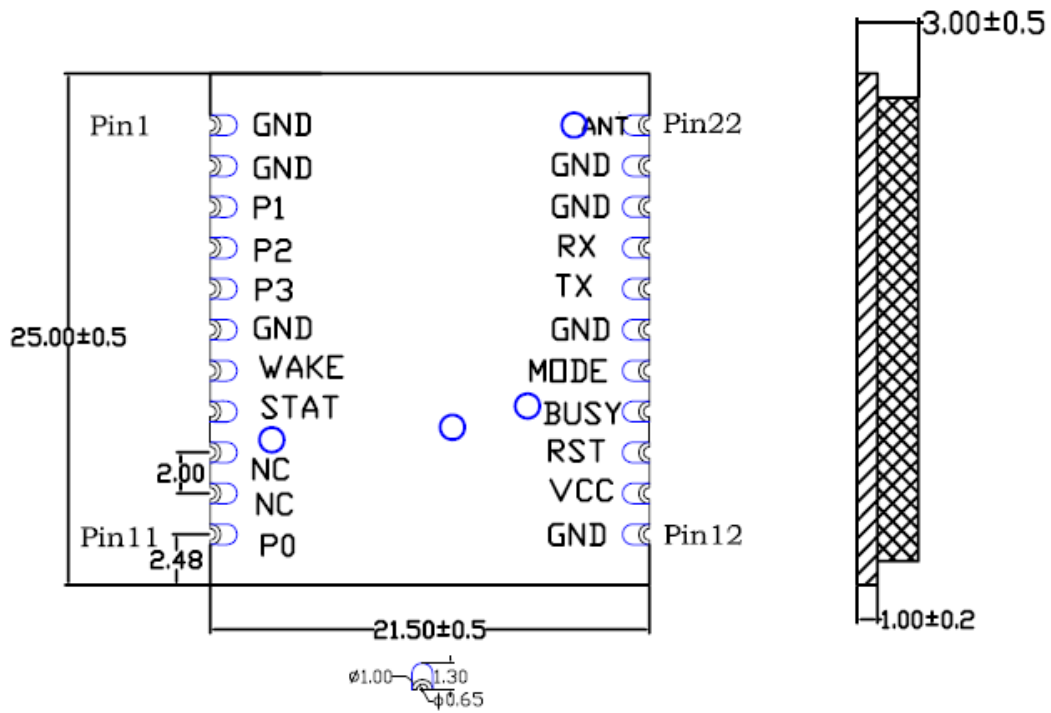 3.00±0.5
Pin1 GND ANT Pin22
GND GND
P1 GND
P2 RX
P3 TX
GND GND
25.00±0.5
WAKE MODE
STAT BUSY
RST
2.00 NC VCC
NC
Pin11 P0 GND Pin12
2.48
1.00±0.2
21.50±0.5
ø1.00 1.30
ϕ0.65